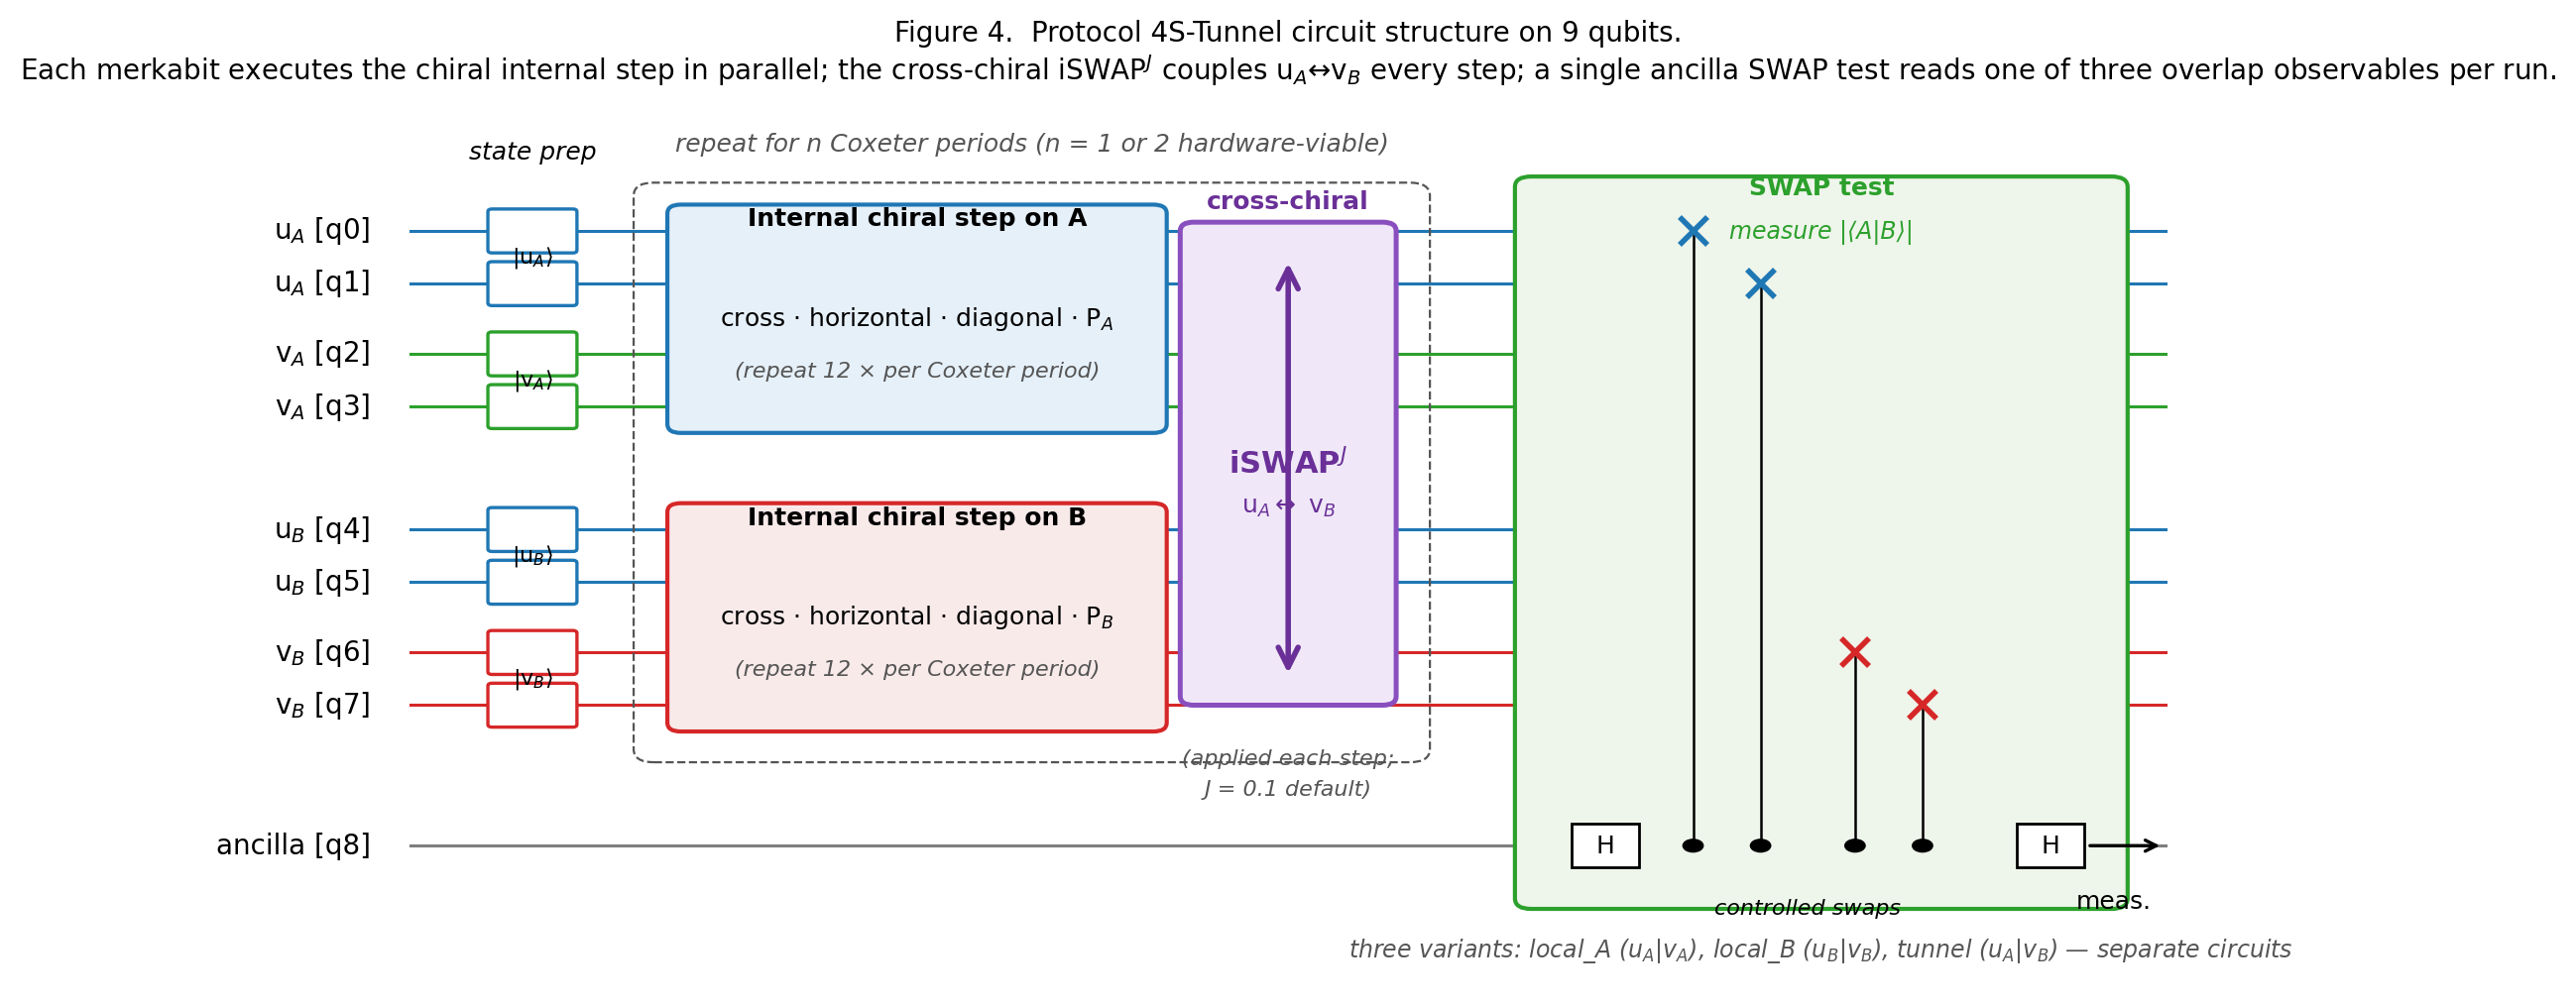 Figure 4.  Protocol 4S-Tunnel circuit structure on 9 qubits.
Each merkabit executes the chiral internal step in parallel; the cross-chiral iSWAP^J couples u_A↔v_B every step; a single ancilla SWAP test reads one of three overlap observables per run.
state prep
repeat for n Coxeter periods (n = 1 or 2 hardware-viable)
cross-chiral
SWAP test
measure |⟨A|B⟩|
u_A [q0]
|u_A⟩
u_A [q1]
v_A [q2]
|v_A⟩
v_A [q3]
Internal chiral step on A
cross · horizontal · diagonal · P_A
(repeat 12 × per Coxeter period)
iSWAP^J
u_A ↔ v_B
u_B [q4]
|u_B⟩
u_B [q5]
v_B [q6]
|v_B⟩
v_B [q7]
Internal chiral step on B
cross · horizontal · diagonal · P_B
(repeat 12 × per Coxeter period)
(applied each step;
J = 0.1 default)
ancilla [q8]
H
H
meas.
controlled swaps
three variants: local_A (u_A|v_A), local_B (u_B|v_B), tunnel (u_A|v_B) — separate circuits